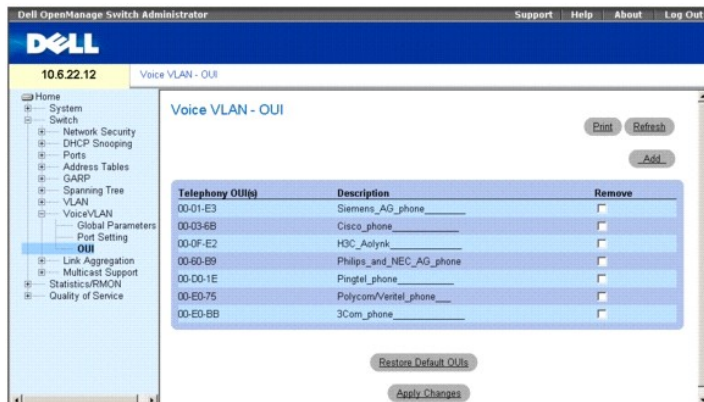 Dell OpenManage Switch Administrator Support Help About Log Out
DELL
10.6.22.12 Voice VLAN - OUI
Home
System
Switch
Network Security
DHCP Snooping
Ports
Address Tables
GARP
Spanning Tree
VLAN
VoiceVLAN
Global Parameters
Port Setting
OUI
Link Aggregation
Multicast Support
Statistics/RMON
Quality of Service
Voice VLAN - OUI
Print Refresh
Add
Telephony OUI(s) Description Remove
00-01-E3 Siemens_AG_phone________
00-03-6B Cisco_phone_____________
00-0F-E2 H3C_Aolynk______________
00-60-B9 Philips_and_NEC_AG_phone
00-D0-1E Pingtel_phone___________
00-E0-75 Polycom/Veritel_phone___
00-E0-BB 3Com_phone______________
Restore Default OUIs
Apply Changes